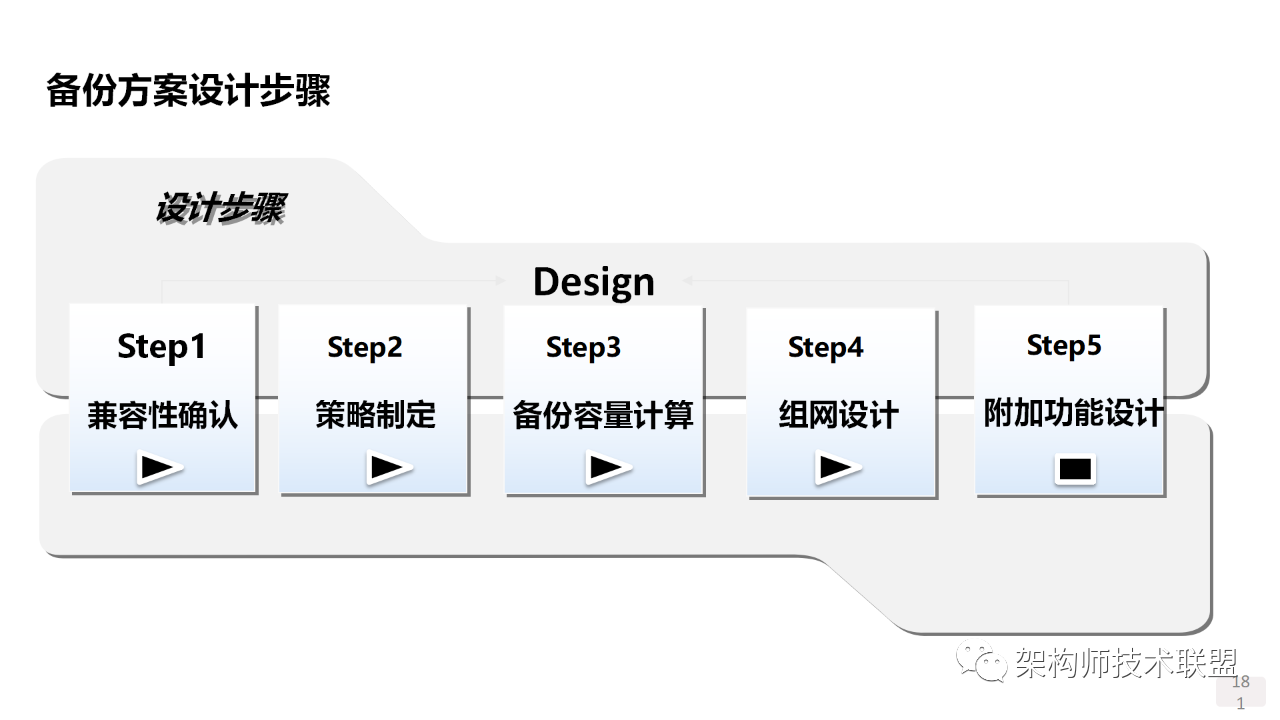 备份方案设计步骤
设计步骤
Design
Step1
兼容性确认
Step2
策略制定
Step3
备份容量计算
Step4
组网设计
Step5
附加功能设计
架构师技术联盟
18
1